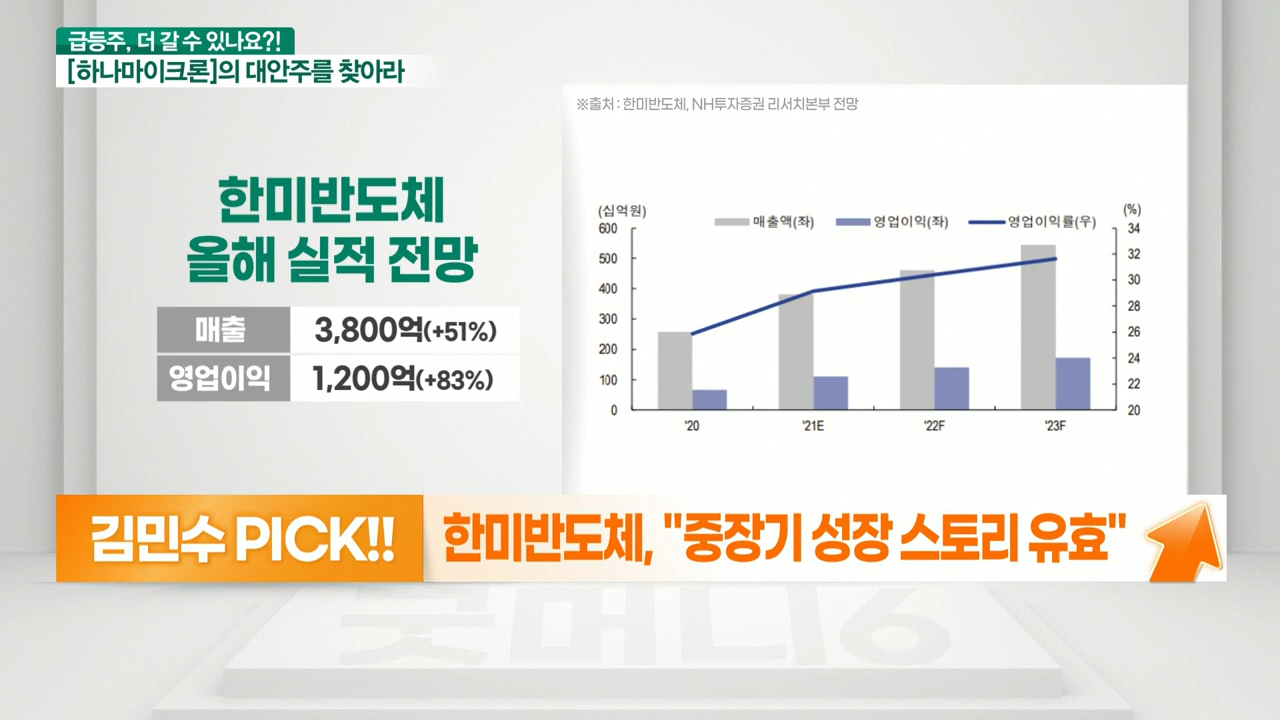 급등주, 더 갈 수 있나요?!
[하나마이크론]의 대안주를 찾아라
※출처 : 한미반도체, NH투자증권 리서치본부 전망
한미반도체
올해 실적 전망
매출 3,800억(+51%)
영업이익 1,200억(+83%)
(십억원) 매출액(좌) 영업이익(좌) 영업이익률(우) (%)
600 34
500 32
400 30
300 28
200 26
100 24
0 22
20
'20 '21E '22F '23F
김민수 PICK!! 한미반도체, "중장기 성장 스토리 유효"
굿머니6